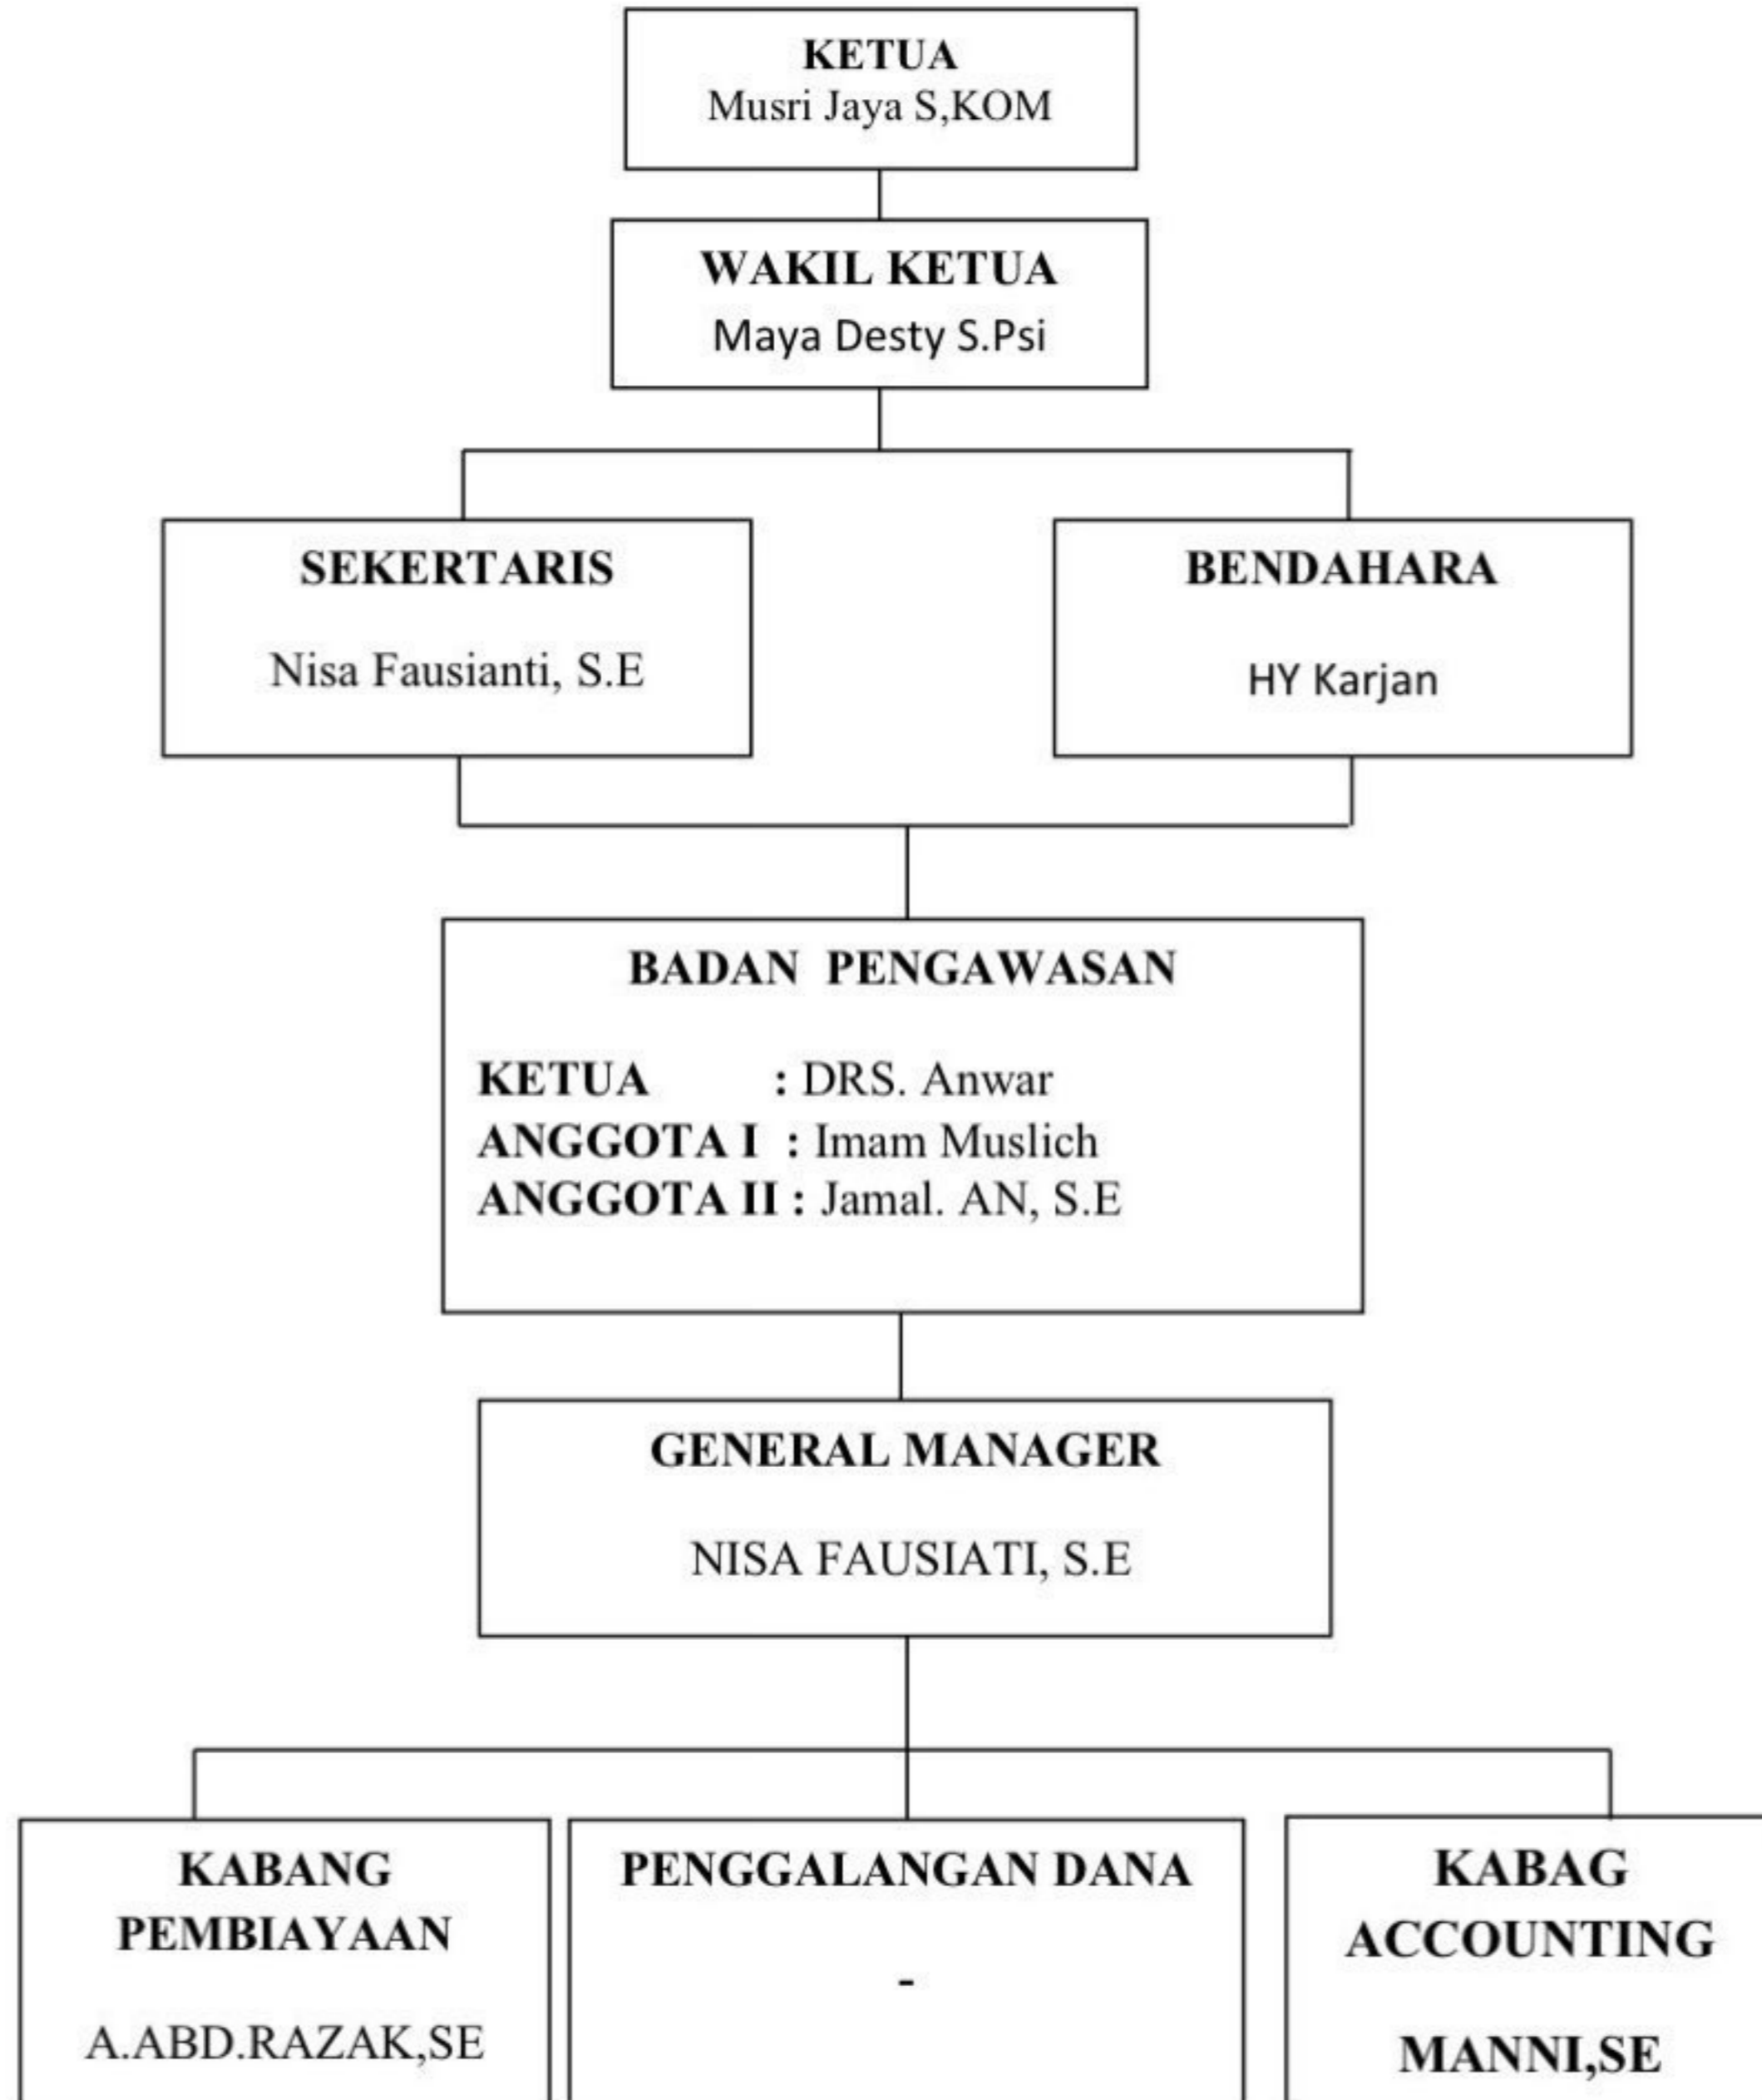 KETUA
Musri Jaya S,KOM
WAKIL KETUA
Maya Desty S.Psi
SEKERTARIS
Nisa Fausianti, S.E
BENDAHARA
HY Karjan
BADAN PENGAWASAN
KETUA : DRS. Anwar
ANGGOTA I : Imam Muslich
ANGGOTA II : Jamal. AN, S.E
GENERAL MANAGER
NISA FAUSIATI, S.E
KABANG
PEMBIAYAAN
A.ABD.RAZAK,SE
PENGGALANGAN DANA
-
KABAG
ACCOUNTING
MANNI,SE